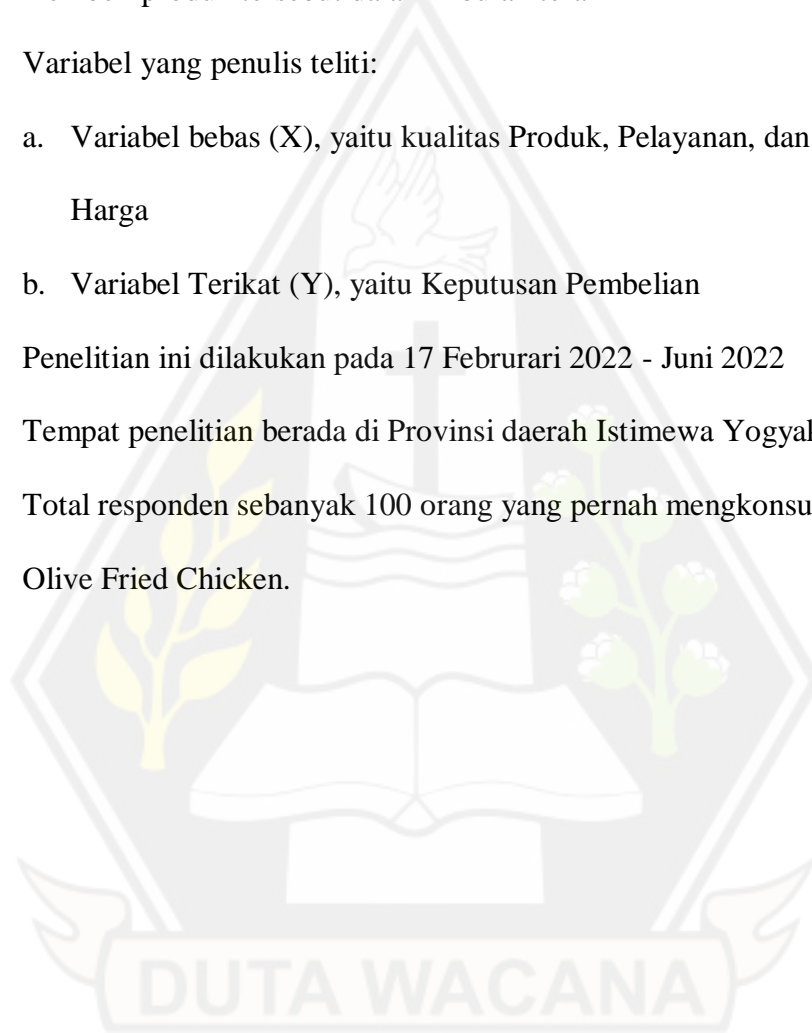 Variabel yang penulis teliti:
a. Variabel bebas (X), yaitu kualitas Produk, Pelayanan, dan
Harga
b. Variabel Terikat (Y), yaitu Keputusan Pembelian
Penelitian ini dilakukan pada 17 Februrari 2022 - Juni 2022
Tempat penelitian berada di Provinsi daerah Istimewa
Total responden sebanyak 100 orang yang pernah
Olive Fried Chicken.
DUTA WACANA